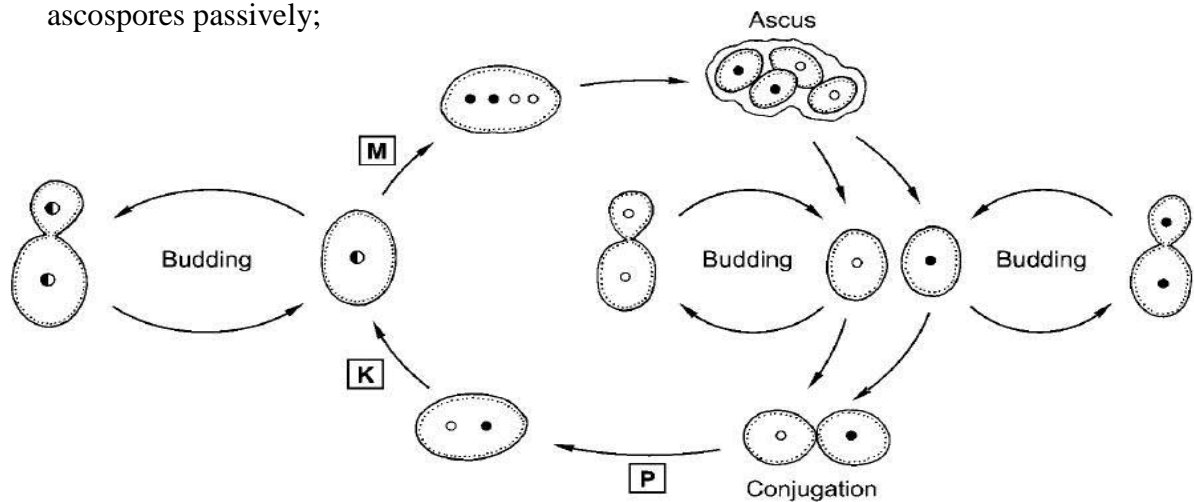 ascospores passively;
Ascus
M
Budding
Budding
Budding
K
P
Conjugation